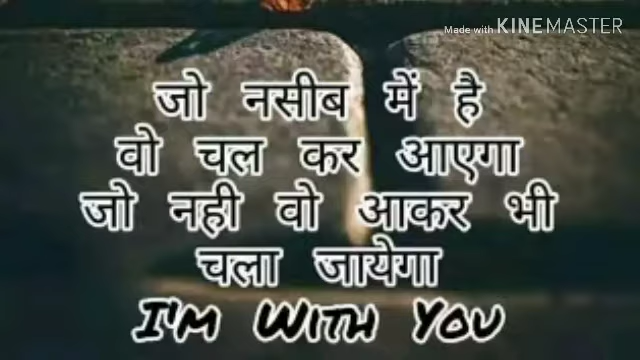 Made with KINEMASTER
जो नसीब में है
वो चल कर आएगा
जो नही वो आकर भी
चला जायेगा
I'm With You